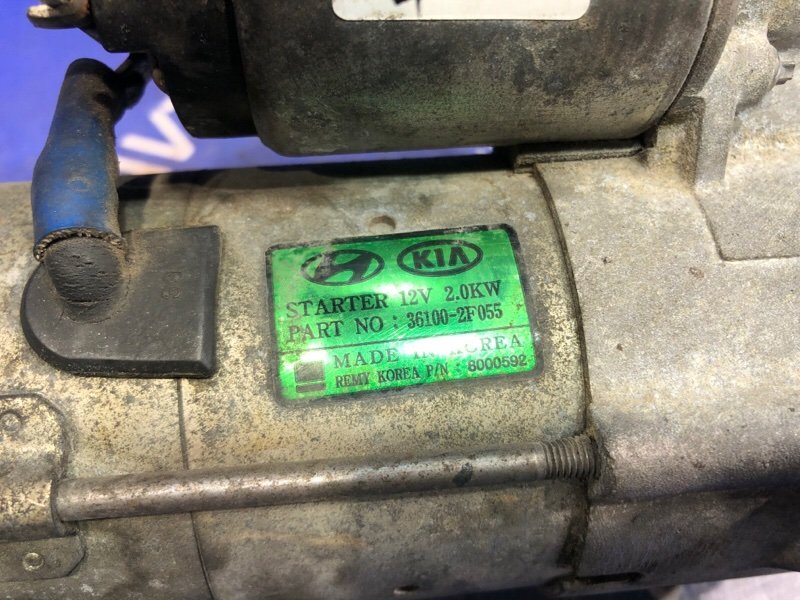 KIA
STARTER 12V 2.0KW
PART NO : 36100-2F055
MADE IN KOREA
REMY KOREA P/N : 8000592